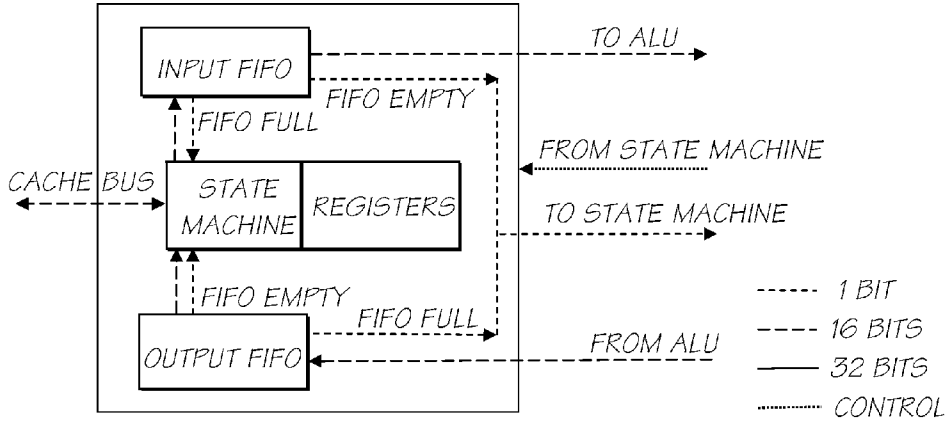 TO ALU
INPUT FIFO
FIFO EMPTY
FIFO FULL
FROM STATE MACHINE
CACHE BUS
STATE
MACHINE
REGISTERS
TO STATE MACHINE
FIFO EMPTY
FIFO FULL
OUTPUT FIFO
FROM ALU
1 BIT
16 BITS
32 BITS
CONTROL